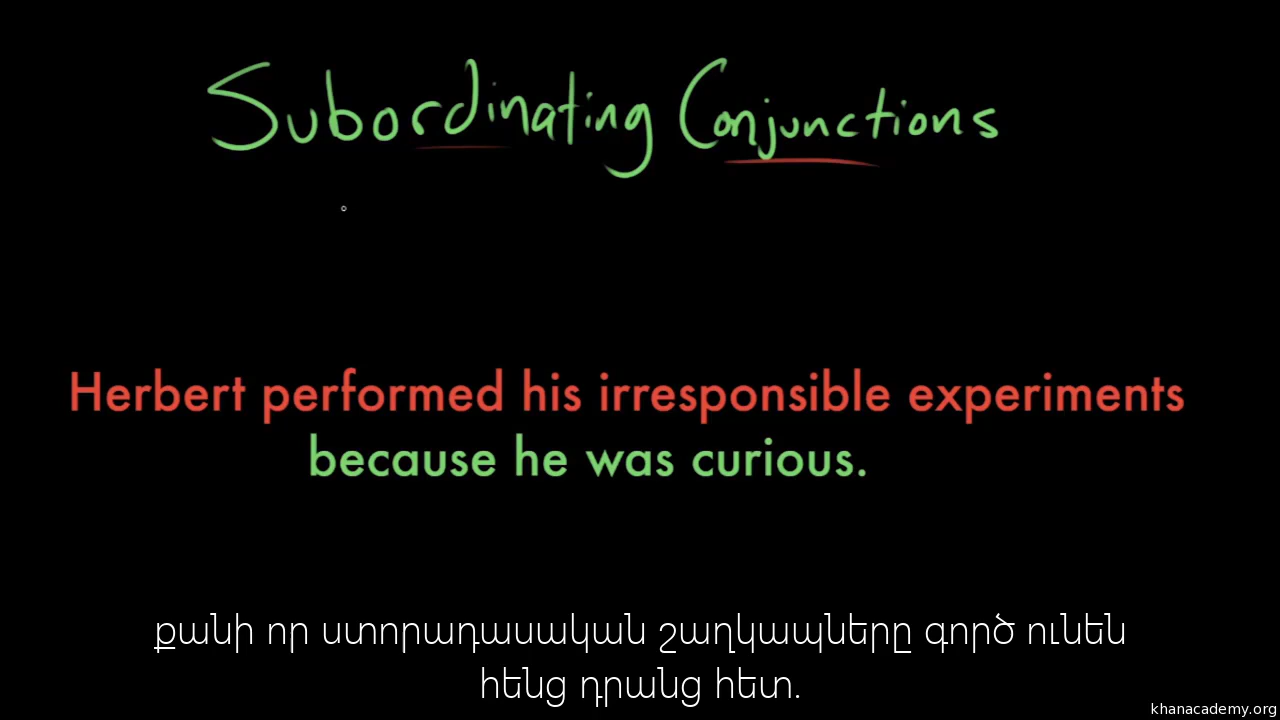 Subordinating Conjunctions
Herbert performed his irresponsible experiments
because he was curious.
քանի որ ստորադասական շաղկապները գործ ունեն
հենց դրանց հետ.
khanacademy.org